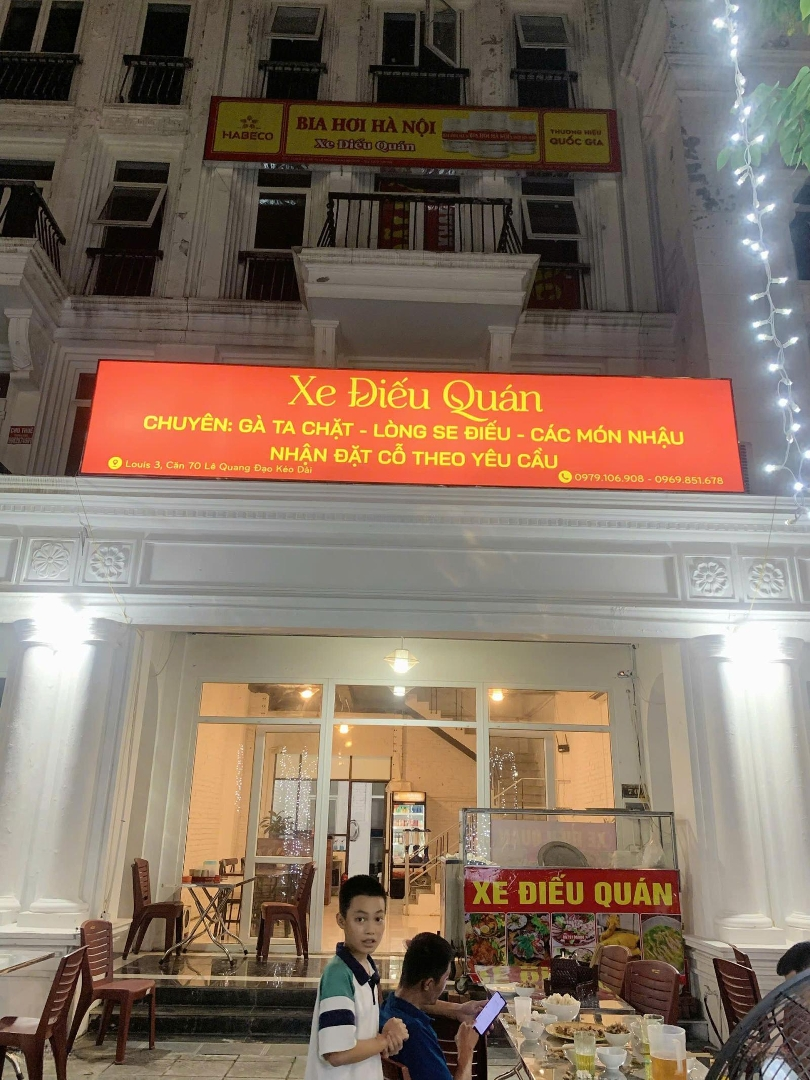 HABECO
BIA HƠI HÀ NỘI
Xe Điếu Quán
THƯƠNG HIỆU
QUỐC GIA
Xe Điếu Quán
CHUYÊN: GÀ TA CHẶT - LÒNG SE ĐIẾU - CÁC MÓN NHẬU
NHẬN ĐẶT CỖ THEO YÊU CẦU
Louis 3, Căn 70 Lê Quang Đạo Kéo Dài
0979.106.908 - 0969.851.678
XE ĐIẾU QUÁN